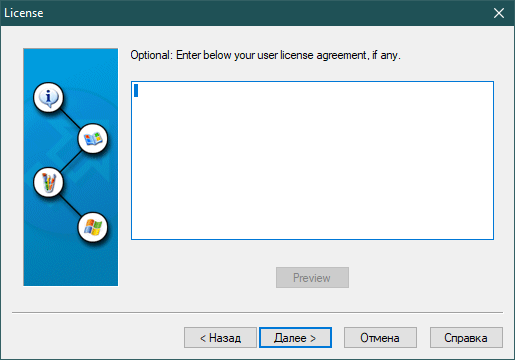 License
Optional: Enter below your user license agreement, if any.
Preview
< Назад
Далее >
Отмена
Справка